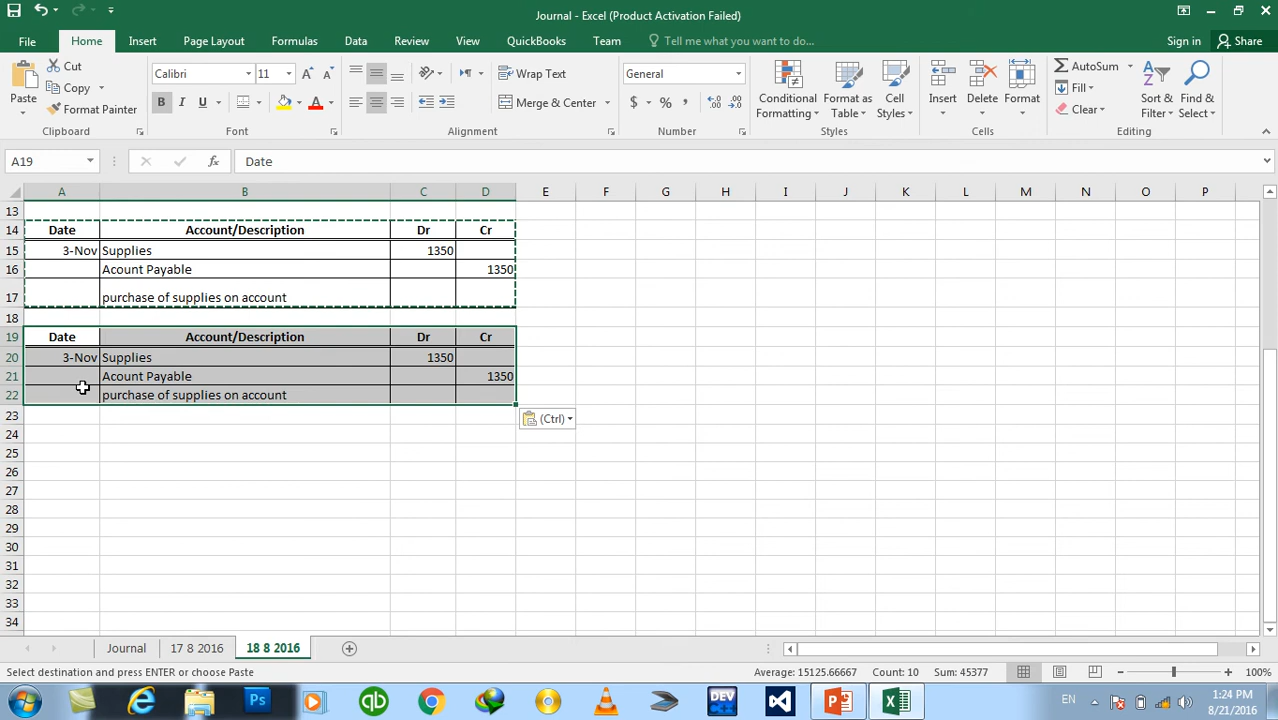 Journal - Excel (Product Activation Failed)
File Home Insert Page Layout Formulas Data Review View QuickBooks Team Tell me what you want to do... Sign in Share
Paste
Cut
Copy
Format Painter
Clipboard
Calibri 11
B I U
Font
Wrap Text
Merge & Center
Alignment
General
$ % ,
Number
Conditional Formatting
Format as Table
Cell Styles
Styles
Insert
Delete
Format
Cells
AutoSum
Fill
Clear
Sort & Filter
Find & Select
Editing
A19 fx Date
A B C D E F G H I J K L M N O P
13
14 Date Account/Description Dr Cr
15 3-Nov Supplies 1350
16 Acount Payable 1350
17 purchase of supplies on account
18
19 Date Account/Description Dr Cr
20 3-Nov Supplies 1350
21 Acount Payable 1350
22 purchase of supplies on account
23 (Ctrl)
24
25
26
27
28
29
30
31
32
33
34
Journal 17 8 2016 18 8 2016
Select destination and press ENTER or choose Paste Average: 15125.66667 Count: 10 Sum: 45377 100%
Ps qb DEV C++ EN 1:24 PM
8/21/2016